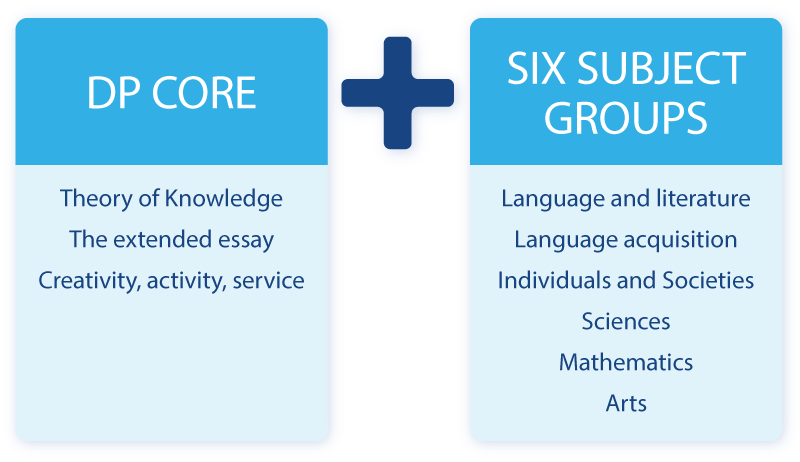 DP CORE
Theory of Knowledge
The extended essay
Creativity, activity, service
SIX SUBJECT
GROUPS
Language and literature
Language acquisition
Individuals and Societies
Sciences
Mathematics
Arts